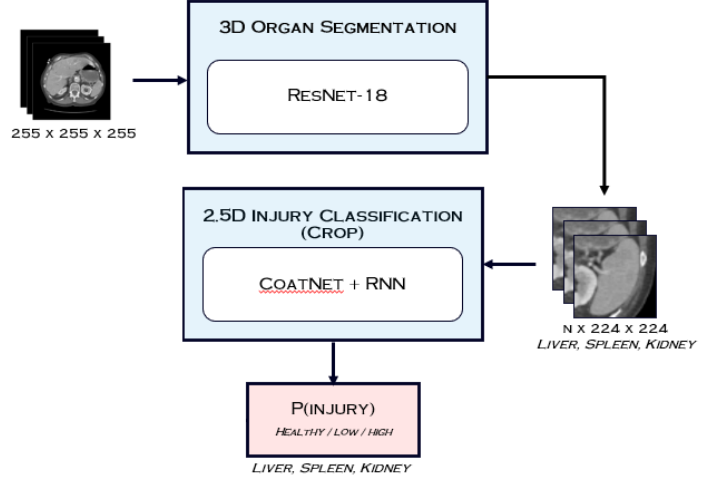 3D ORGAN SEGMENTATION
RESNET-18
255 X 255 X 255
2.5D INJURY CLASSIFICATION
(CROP)
COATNET + RNN
N X 224 X 224
LIVER, SPLEEN, KIDNEY
P(INJURY)
HEALTHY / LOW / HIGH
LIVER, SPLEEN, KIDNEY